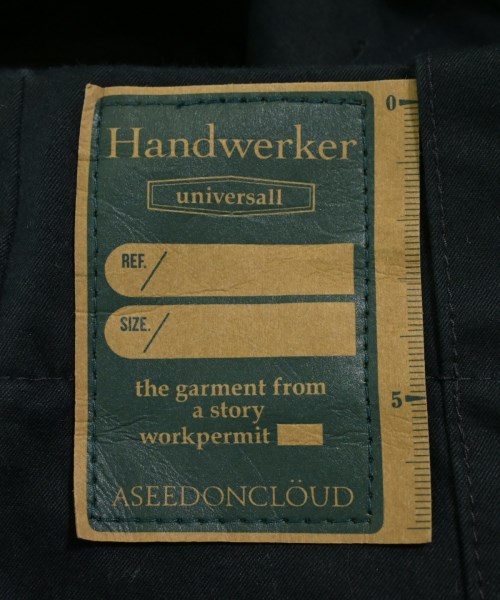 Handwerker
universall
REF./
SIZE./
the garment from
a story
workpermit
ASEEDONCLÖUD
0
5